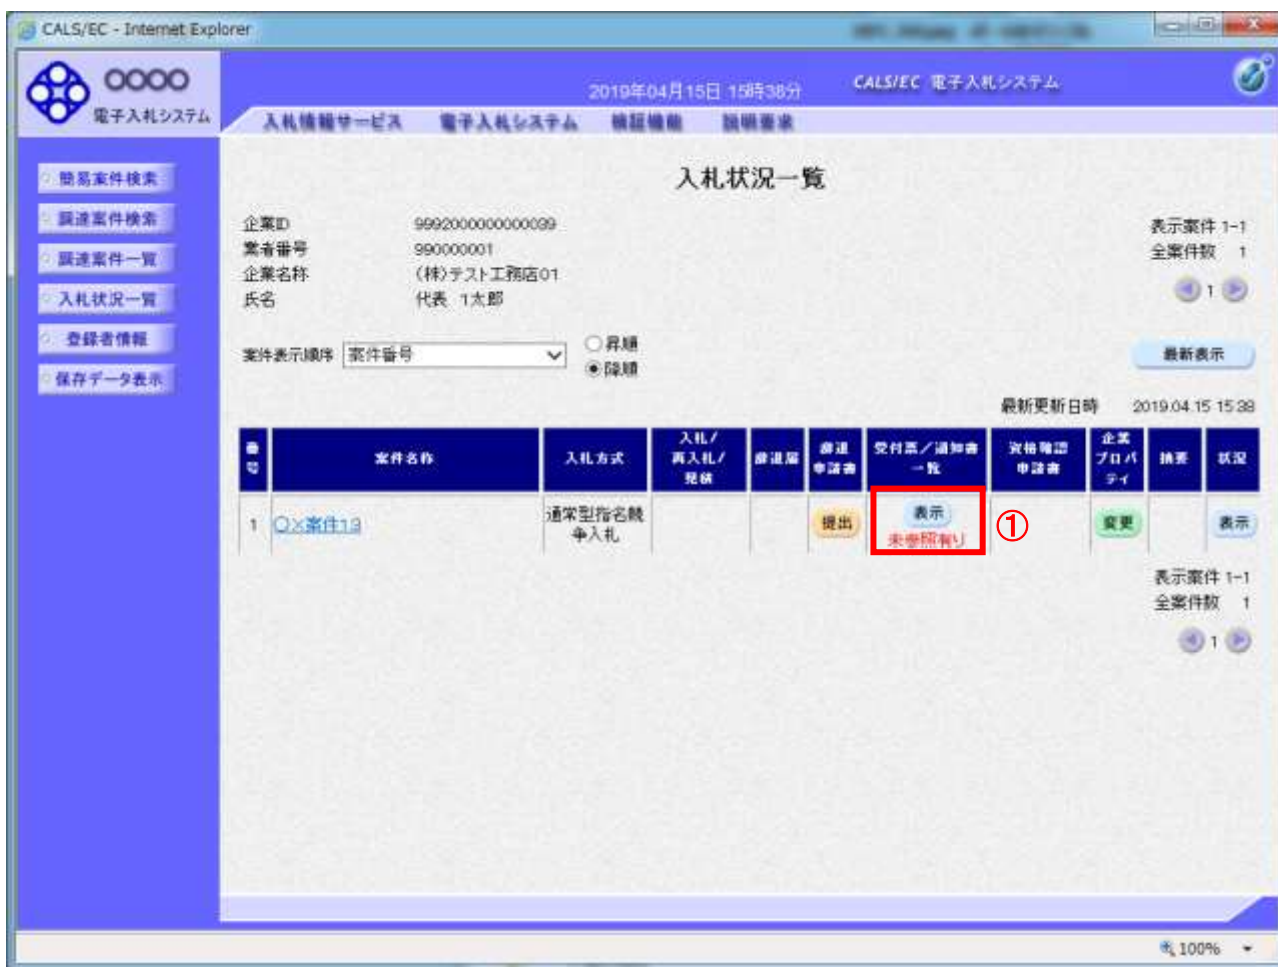 CALS/EC - Internet Explorer
OOOO
電子入札システム
2019年04月15日 15時38分
CALS/EC 電子入札システム
入札情報サービス 電子入札システム 検証機能 説明要求
簡易案件検索
調達案件検索
調達案件一覧
入札状況一覧
登録者情報
保存データ表示
入札状況一覧
企業ID 9992000000000039
業者番号 990000001
企業名称 (株)テスト工務店01
氏名 代表 1太郎
表示案件 1-1
全案件数 1
1
案件表示順序 案件番号
昇順
降順
最新表示
最新更新日時 2019.04.15 15:38
番号 案件名称 入札方式 入札/再入札/見積 辞退届 辞退申請書 受付票/通知書一覧 資格確認申請書 企業プロパティ 摘要 状況
1 〇×案件13 通常型指名競争入札 提出 表示 未参照有り 変更 表示
①
表示案件 1-1
全案件数 1
1
100%